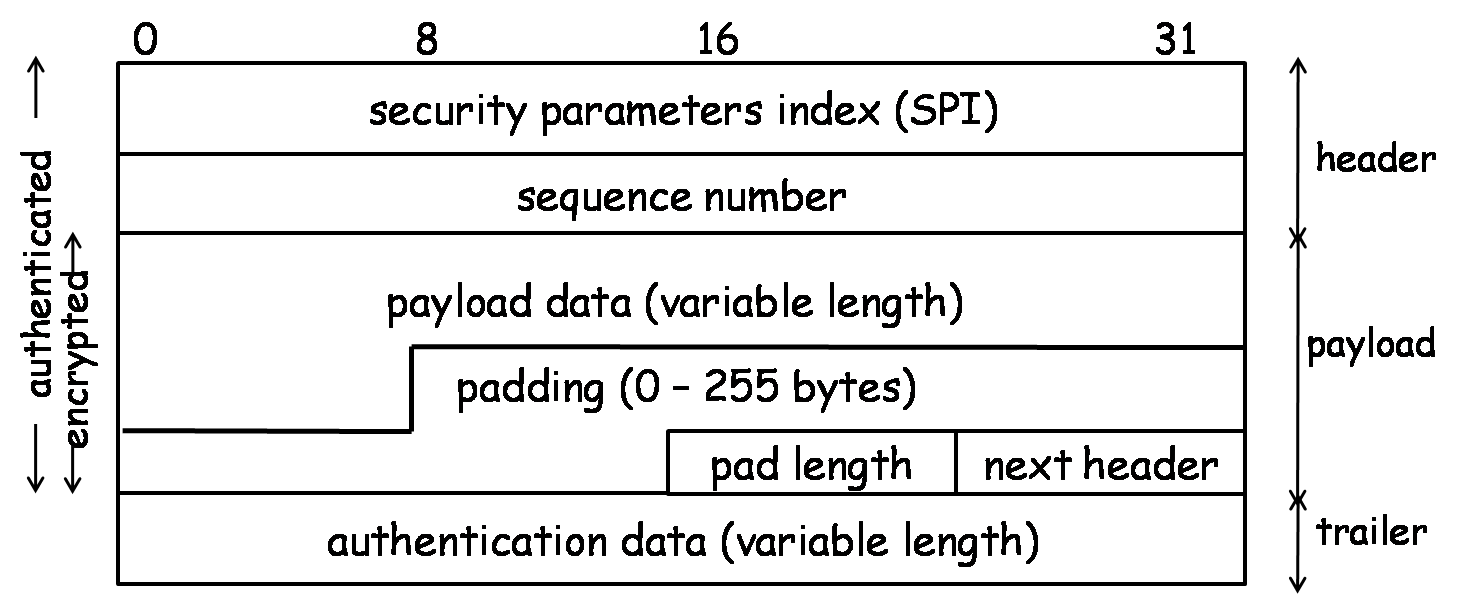 0 8 16 31
security parameters index (SPI)
header
sequence number
authenticated
encrypted
payload data (variable length)
payload
padding (0 – 255 bytes)
pad length next header
authentication data (variable length)
trailer